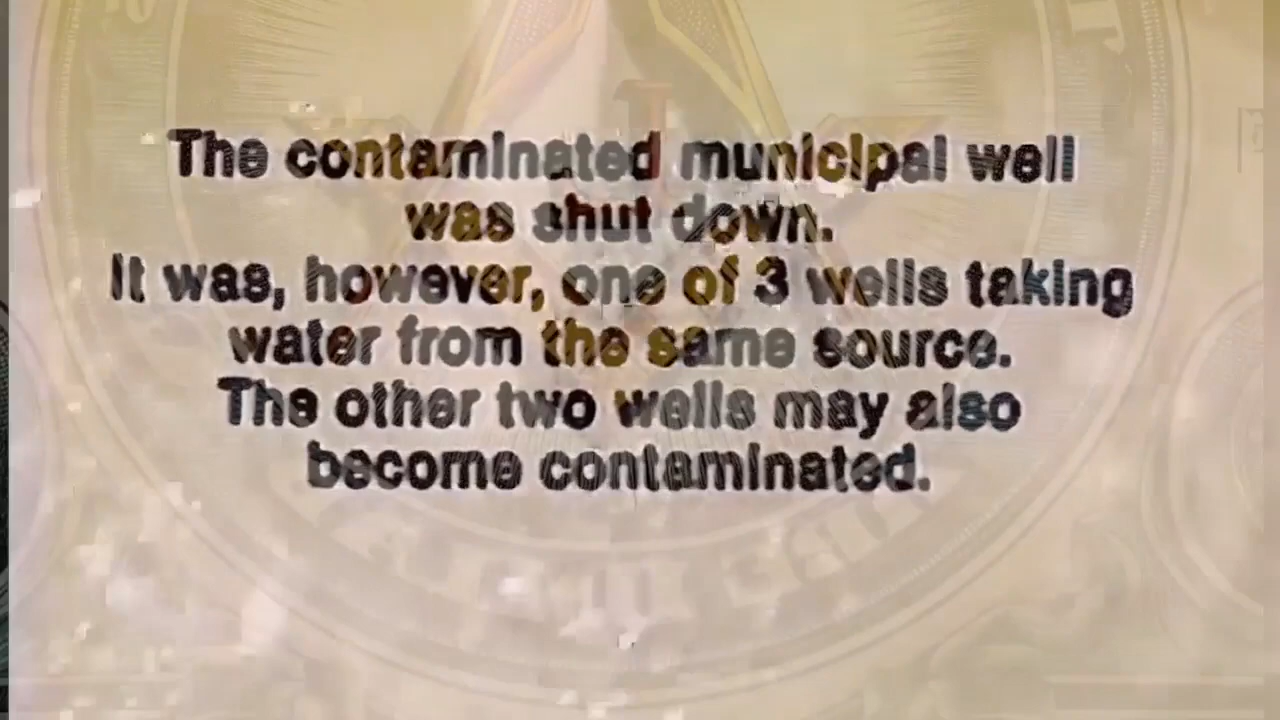 The contaminated municipal well
was shut down.
It was, however, one of 3 wells taking
water from the same source.
The other two wells may also
become contaminated.